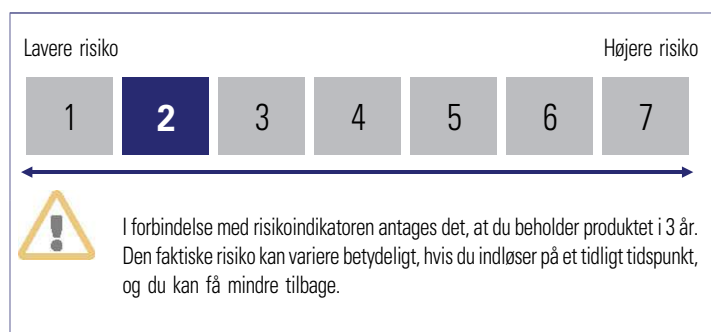 Lavere risiko Højere risiko
1 2 3 4 5 6 7
I forbindelse med risikoindikatoren antages det, at du beholder produktet i 3 år.
Den faktiske risiko kan variere betydeligt, hvis du indløser på et tidligt tidspunkt,
og du kan få mindre tilbage.